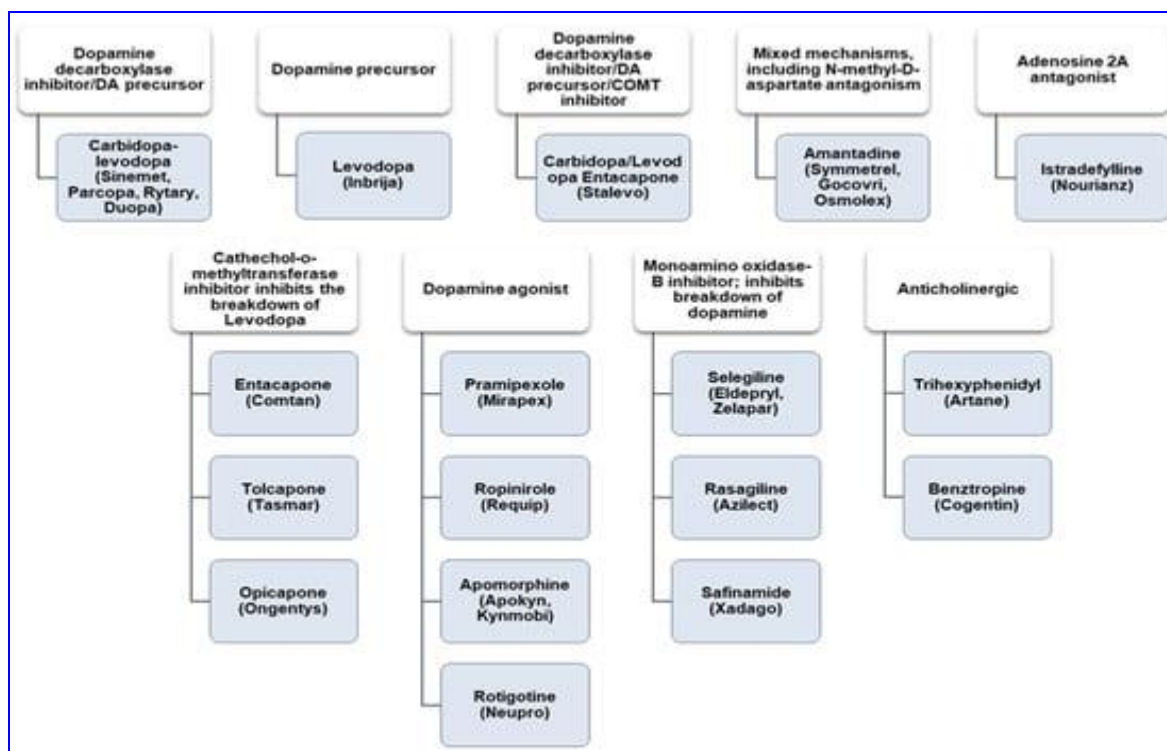 Dopamine
decarboxylase
inhibitor/DA precursor
Carbidopa-
levodopa
(Sinemet,
Parcopa, Rytary,
Duopa)
Dopamine precursor
Levodopa
(Inbrija)
Dopamine
decarboxylase
inhibitor/DA
precursor/COMT
inhibitor
Carbidopa/Levod
opa Entacapone
(Stalevo)
Mixed mechanisms,
including N-methyl-D-
aspartate antagonism
Amantadine
(Symmetrel,
Gocovri,
Osmolex)
Adenosine 2A
antagonist
Istradefylline
(Nourianz)
Cathechol-o-
methyltransferase
inhibitor inhibits the
breakdown of
Levodopa
Entacapone
(Comtan)
Tolcapone
(Tasmar)
Opicapone
(Ongentys)
Dopamine agonist
Pramipexole
(Mirapex)
Ropinirole
(Requip)
Apomorphine
(Apokyn,
Kynmobi)
Rotigotine
(Neupro)
Monoamino oxidase-
B inhibitor; inhibits
breakdown of
dopamine
Selegiline
(Eldepryl,
Zelapar)
Rasagiline
(Azilect)
Safinamide
(Xadago)
Anticholinergic
Trihexyphenidyl
(Artane)
Benztropine
(Cogentin)